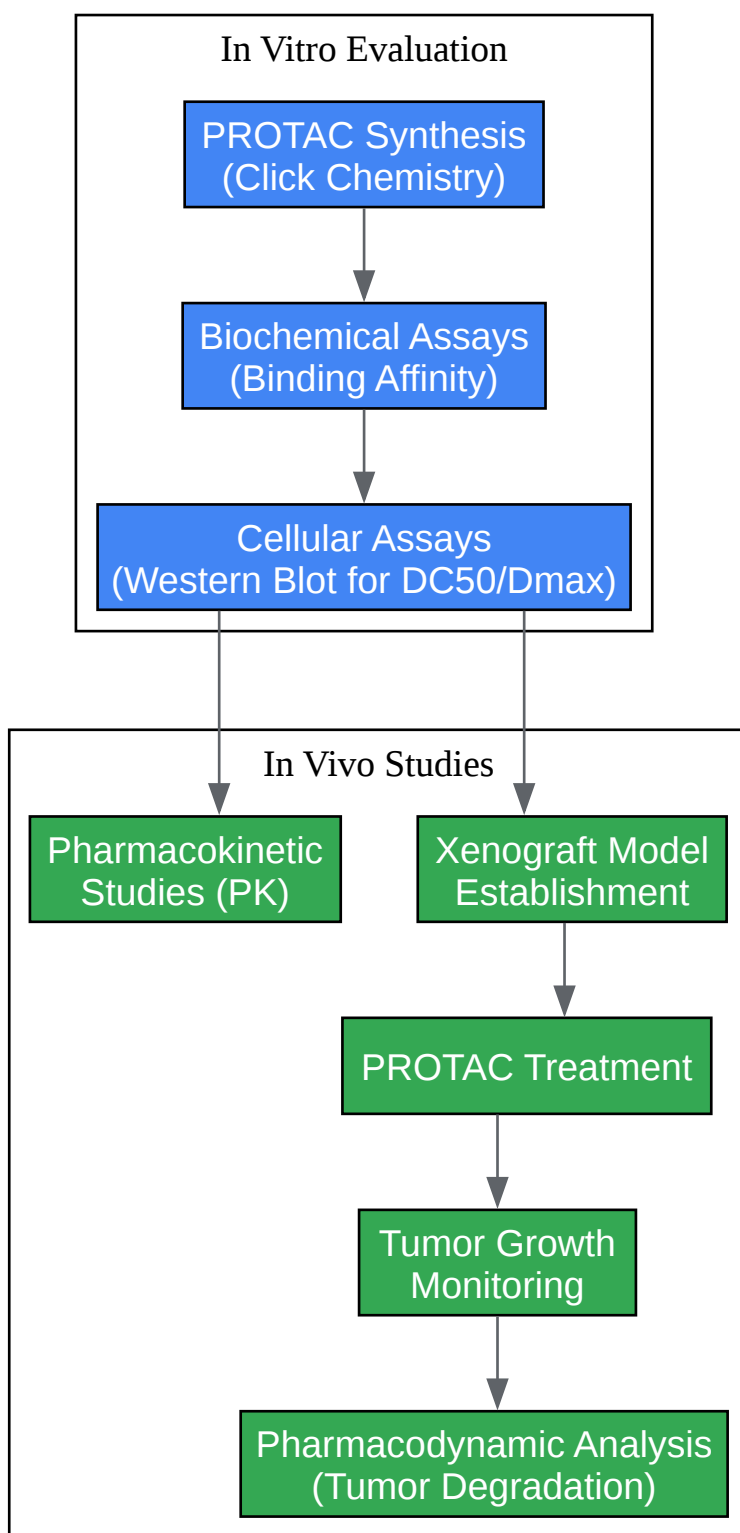 In Vitro Evaluation
PROTAC Synthesis
(Click Chemistry)
Biochemical Assays
(Binding Affinity)
Cellular Assays
(Western Blot for DC50/Dmax)
In Vivo Studies
Pharmacokinetic
Studies (PK)
Xenograft Model
Establishment
PROTAC Treatment
Tumor Growth
Monitoring
Pharmacodynamic Analysis
(Tumor Degradation)